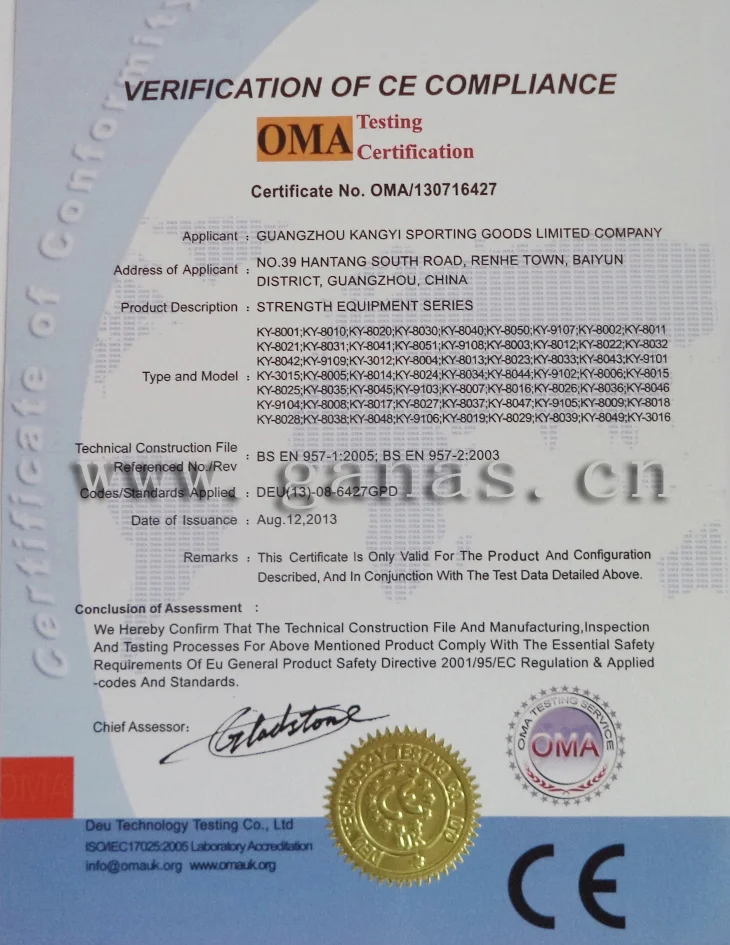 Certificate of Conformity
VERIFICATION OF CE COMPLIANCE
OMA Testing
Certification
Certificate No. OMA/130716427
Applicant : GUANGZHOU KANGYI SPORTING GOODS LIMITED COMPANY
Address of Applicant : NO.39 HANTANG SOUTH ROAD, RENHE TOWN, BAIYUN
DISTRICT, GUANGZHOU, CHINA
Product Description : STRENGTH EQUIPMENT SERIES
KY-8001;KY-8010;KY-8020;KY-8030;KY-8040;KY-8050;KY-9107;KY-8002;KY-8011
KY-8021;KY-8031;KY-8041;KY-8051;KY-9108;KY-8003;KY-8012;KY-8022;KY-8032
KY-8042;KY-9109;KY-3012;KY-8004;KY-8013;KY-8023;KY-8033;KY-8043;KY-9101
Type and Model : KY-3015;KY-8005;KY-8014;KY-8024;KY-8034;KY-8044;KY-9102;KY-8006;KY-8015
KY-8025;KY-8035;KY-8045;KY-9103;KY-8007;KY-8016;KY-8026;KY-8036;KY-8046
KY-9104;KY-8008;KY-8017;KY-8027;KY-8037;KY-8047;KY-9105;KY-8009;KY-8018
KY-8028;KY-8038;KY-8048;KY-9106;KY-8019;KY-8029;KY-8039;KY-8049;KY-3016
Technical Construction File : BS EN 957-1:2005; BS EN 957-2:2003
Referenced No./Rev
www.ganas.cn
Codes/Standards Applied : DEU(13)-08-6427GPD
Date of Issuance : Aug.12,2013
Remarks : This Certificate Is Only Valid For The Product And Configuration
Described, And In Conjunction With The Test Data Detailed Above.
Conclusion of Assessment :
We Hereby Confirm That The Technical Construction File And Manufacturing,Inspection
And Testing Processes For Above Mentioned Product Comply With The Essential Safety
Requirements Of Eu General Product Safety Directive 2001/95/EC Regulation & Applied
-codes And Standards.
Chief Assessor: Gladstone
OMA TESTING SERVICE
OMA
OMA
DEU TECHNOLOGY TESTING CO., LTD
CE
UK
Deu Technology Testing Co., Ltd
ISO/IEC17025:2005 Laboratory Accreditation
info@omauk.org www.omauk.org
CE